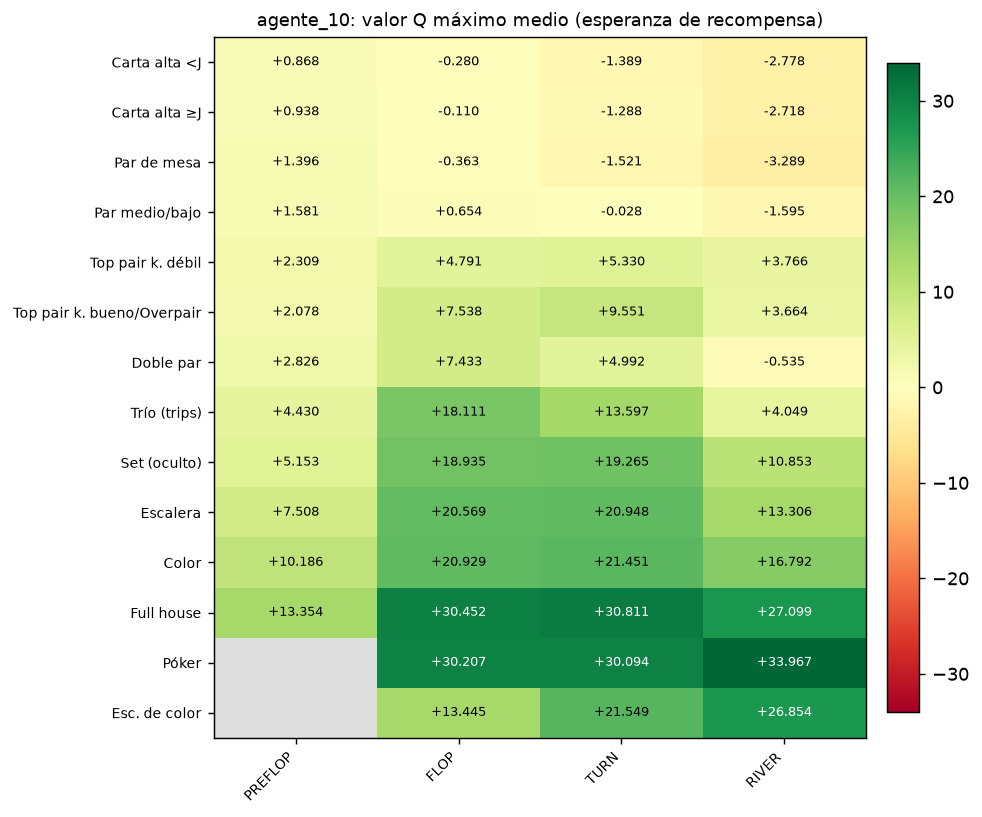 agente_10: valor Q máximo medio (esperanza de recompensa)
Carta alta <J +0.868 -0.280 -1.389 -2.778
Carta alta ≥J +0.938 -0.110 -1.288 -2.718
Par de mesa +1.396 -0.363 -1.521 -3.289
Par medio/bajo +1.581 +0.654 -0.028 -1.595
Top pair k. débil +2.309 +4.791 +5.330 +3.766
Top pair k. bueno/Overpair +2.078 +7.538 +9.551 +3.664
Doble par +2.826 +7.433 +4.992 -0.535
Trío (trips) +4.430 +18.111 +13.597 +4.049
Set (oculto) +5.153 +18.935 +19.265 +10.853
Escalera +7.508 +20.569 +20.948 +13.306
Color +10.186 +20.929 +21.451 +16.792
Full house +13.354 +30.452 +30.811 +27.099
Póker +30.207 +30.094 +33.967
Esc. de color +13.445 +21.549 +26.854
PREFLOP FLOP TURN RIVER
30
20
10
0
−10
−20
−30